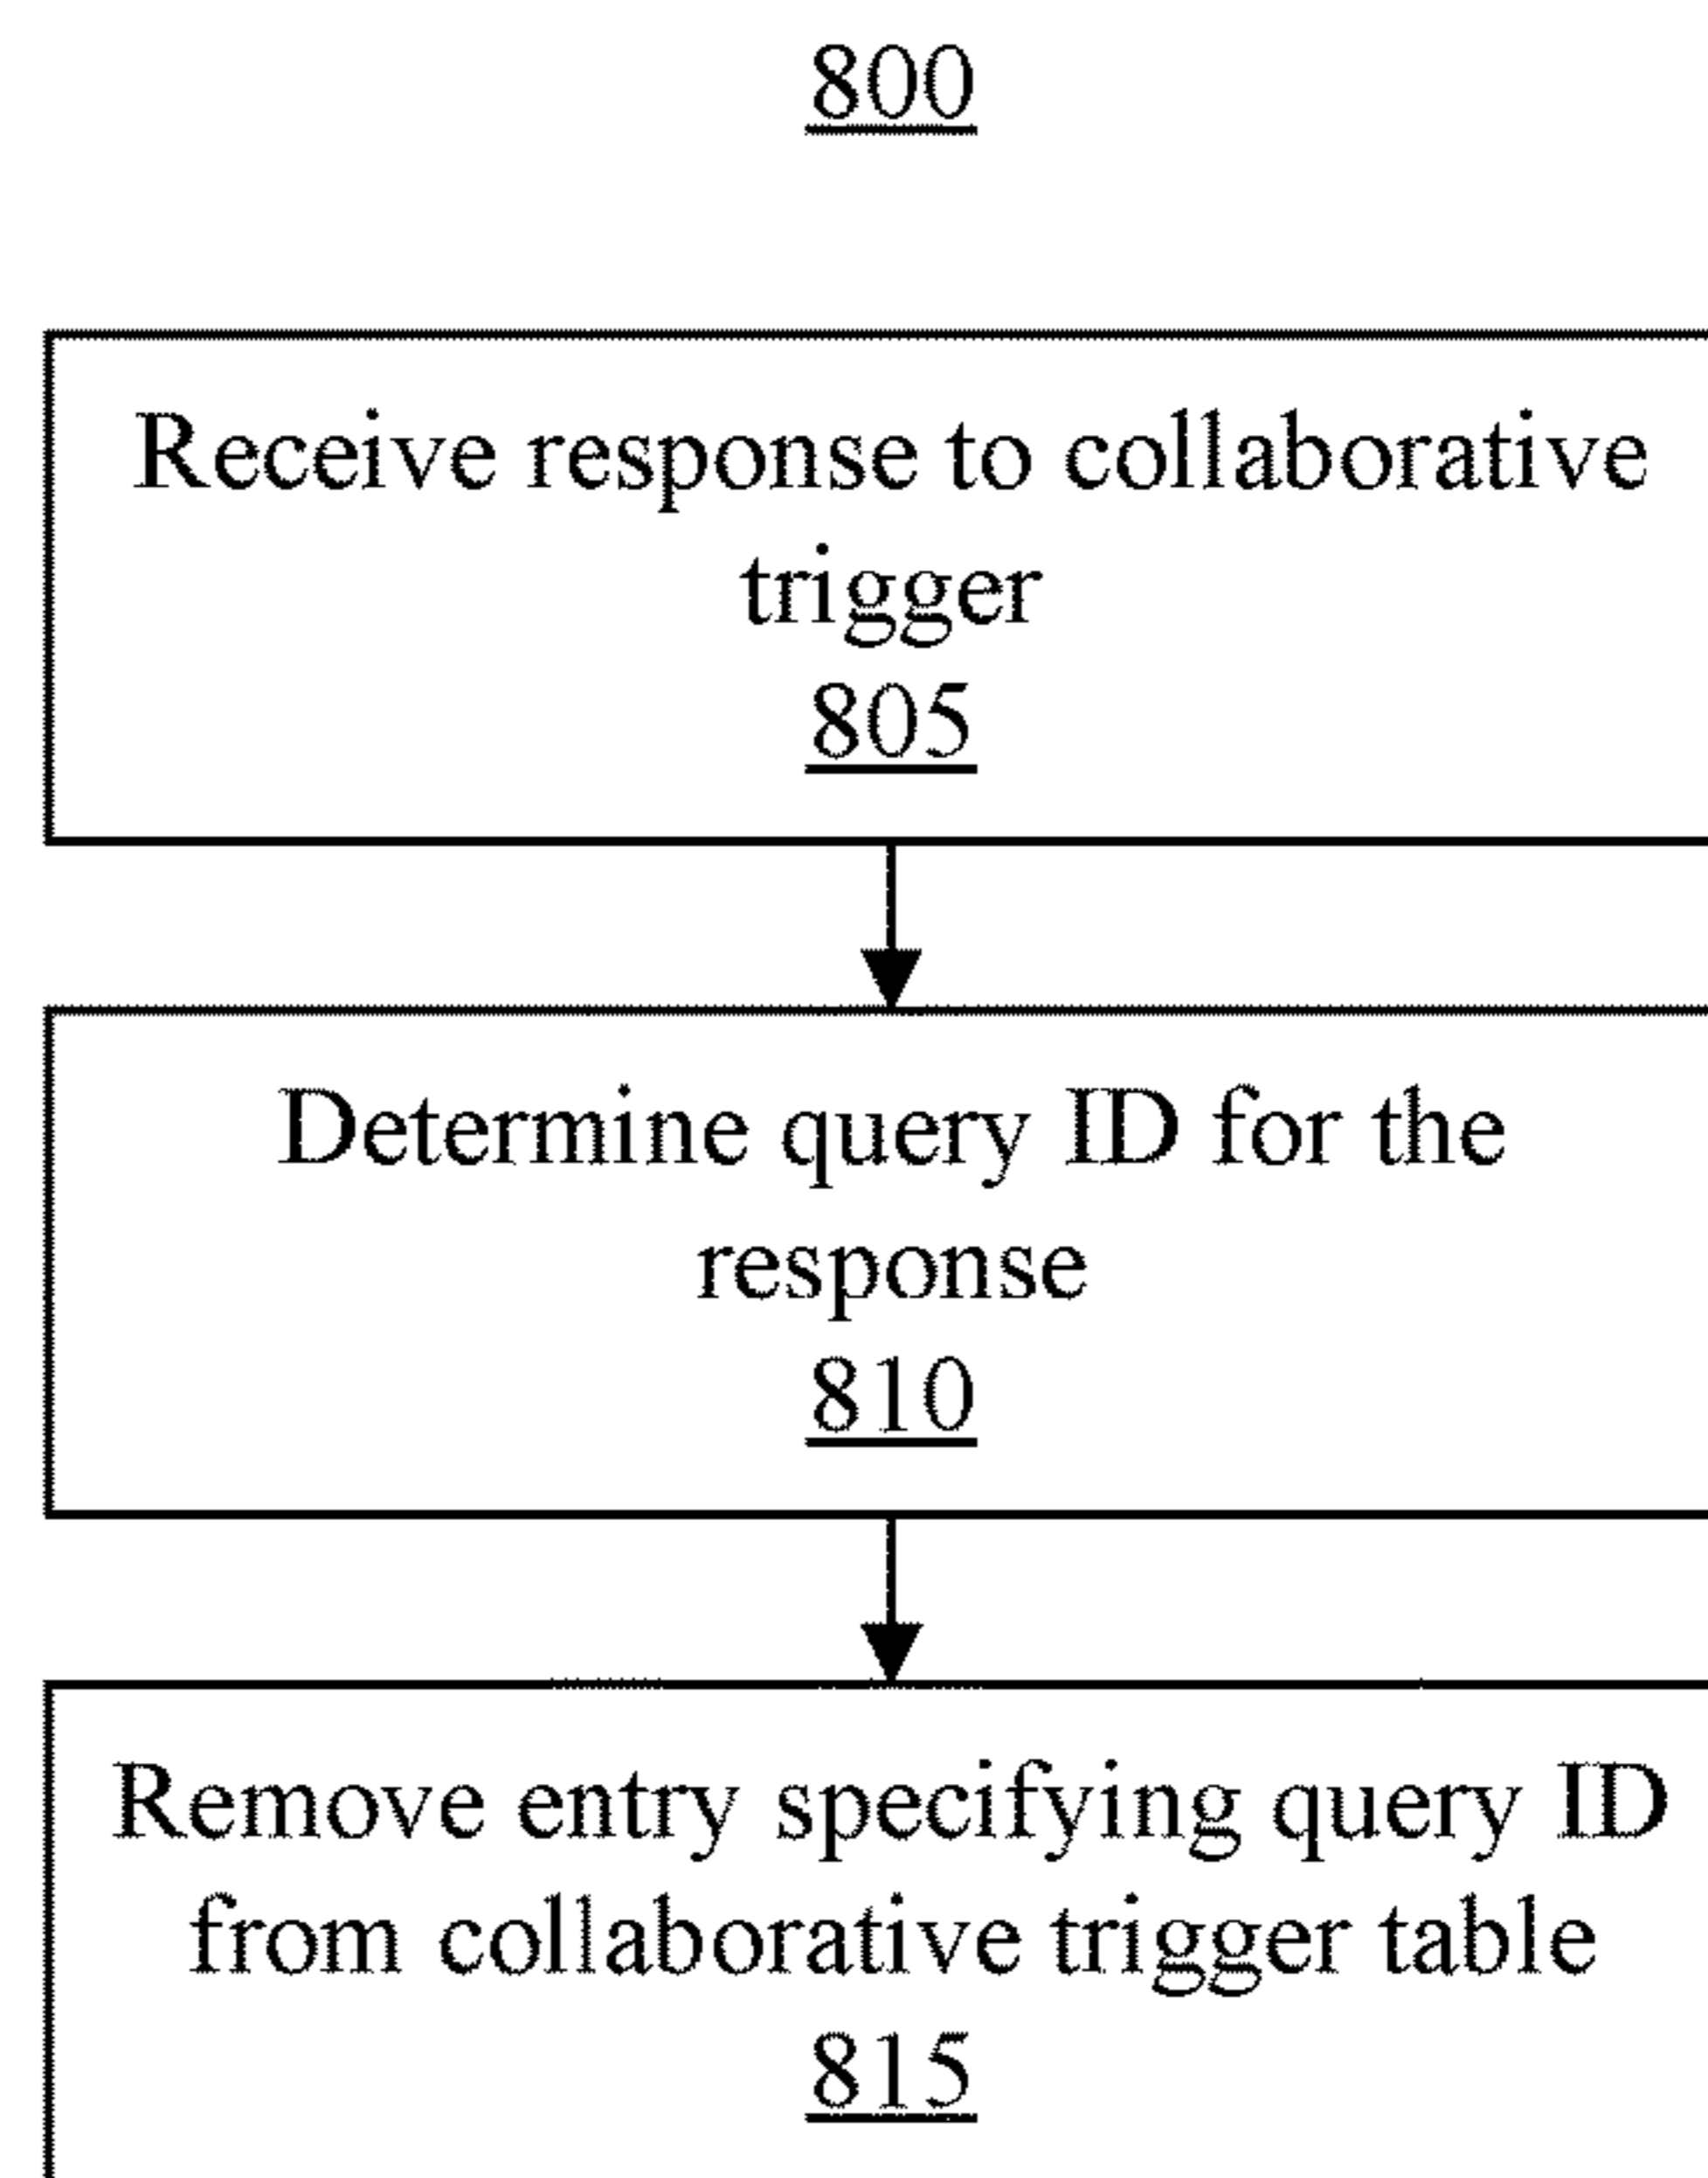 800
Receive response to collaborative
trigger
805
Determine query ID for the
response
810
Remove entry specifying query ID
from collaborative trigger table
815